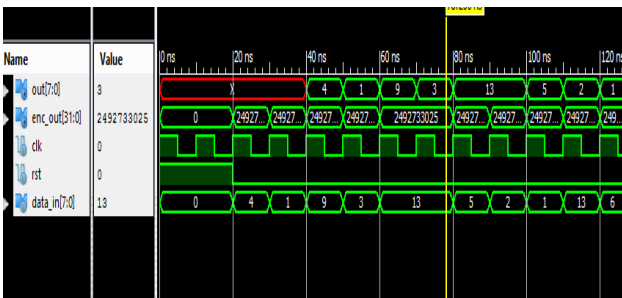 Name Value 0 ns 20 ns 40 ns 60 ns 80 ns 100 ns 120 n
out[7:0] 3 X 4 1 9 3 13 5 2 1
enc_out[31:0] 2492733025 0 24927... 24927... 24927... 24927... 2492733025 24927... 24927... 24927... 24927... 249...
clk 0
rst 0
data_in[7:0] 13 0 4 1 9 3 13 5 2 1 13 6